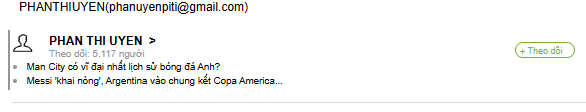 PHANTHIUYEN(phanuyenpiti@gmail.com)
PHAN THI UYEN >
Theo dõi: 5.117 người
+ Theo dõi
Man City có vĩ đại nhất lịch sử bóng đá Anh?
Messi 'khai nòng', Argentina vào chung kết Copa America...